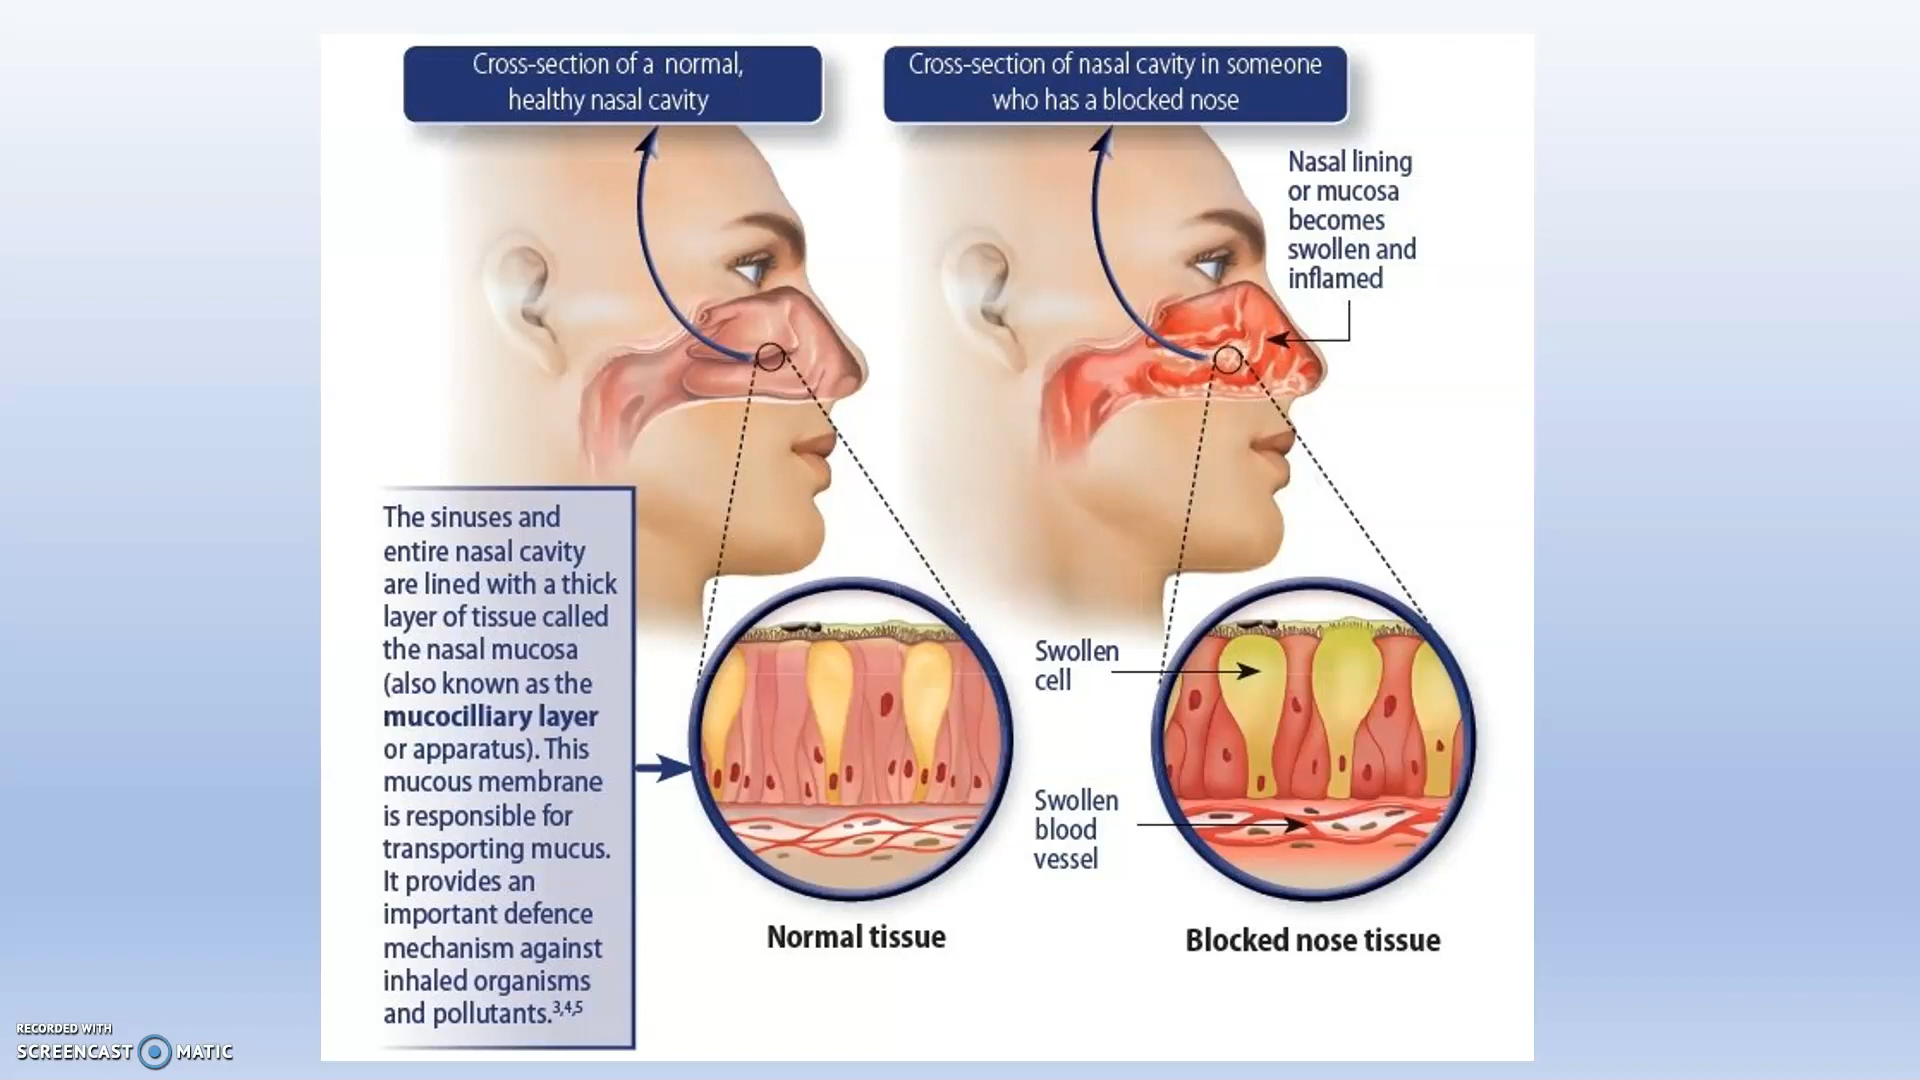 Cross-section of a normal,
healthy nasal cavity
Cross-section of nasal cavity in someone
who has a blocked nose
Nasal lining
or mucosa
becomes
swollen and
inflamed
The sinuses and
entire nasal cavity
are lined with a thick
layer of tissue called
the nasal mucosa
(also known as the
mucocilliary layer
or apparatus). This
mucous membrane
is responsible for
transporting mucus.
It provides an
important defence
mechanism against
inhaled organisms
and pollutants.3,4,5
Swollen
cell
Swollen
blood
vessel
Normal tissue
Blocked nose tissue
RECORDED WITH
SCREENCAST MATIC